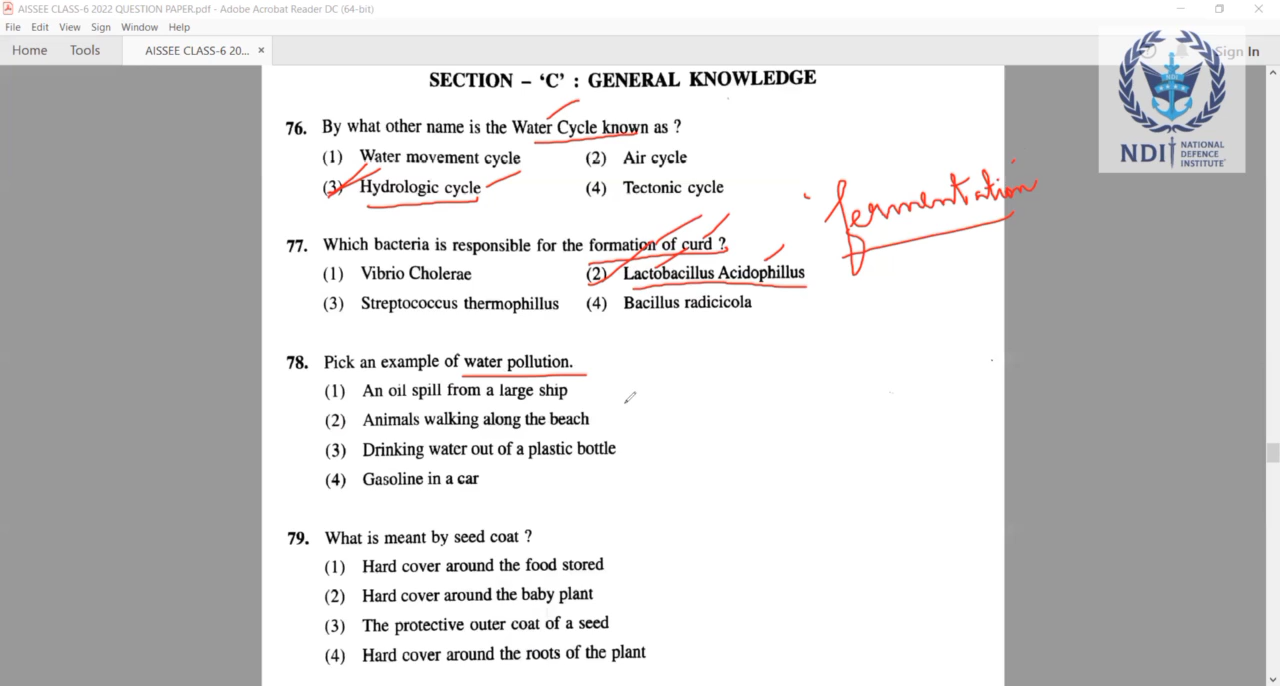 AISSEE CLASS-6 2022 QUESTION PAPER.pdf - Adobe Acrobat Reader DC (64-bit)
File Edit View Sign Window Help
Home Tools AISSEE CLASS-6 20... × Sign In
NDI NATIONAL DEFENCE INSTITUTE
SECTION – 'C' : GENERAL KNOWLEDGE
76. By what other name is the Water Cycle known as ?
(1) Water movement cycle (2) Air cycle
(3) Hydrologic cycle (4) Tectonic cycle
fermentation
77. Which bacteria is responsible for the formation of curd ?
(1) Vibrio Cholerae (2) Lactobacillus Acidophillus
(3) Streptococcus thermophillus (4) Bacillus radicicola
78. Pick an example of water pollution.
(1) An oil spill from a large ship
(2) Animals walking along the beach
(3) Drinking water out of a plastic bottle
(4) Gasoline in a car
79. What is meant by seed coat ?
(1) Hard cover around the food stored
(2) Hard cover around the baby plant
(3) The protective outer coat of a seed
(4) Hard cover around the roots of the plant